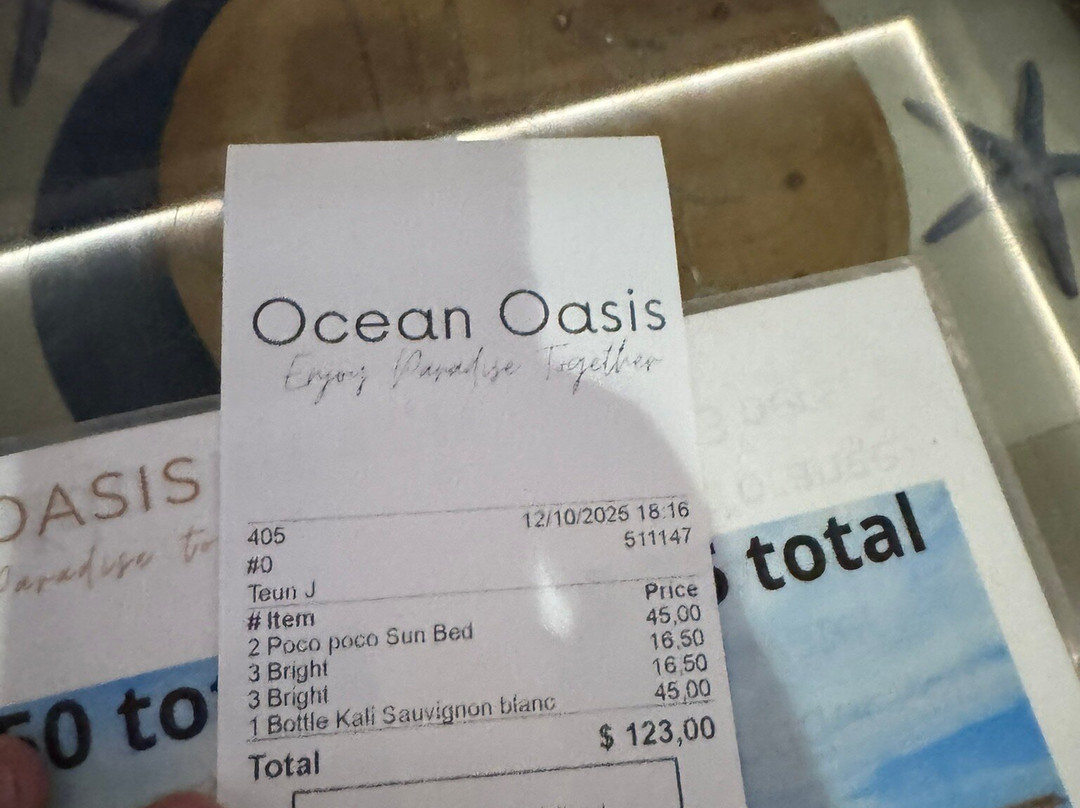 Ocean Oasis
Enjoy Paradise Together
405 12/10/2025 18:16
#0 511147
Teun J
# Item Price
2 Poco poco Sun Bed 45,00
3 Bright 16,50
3 Bright 16,50
1 Bottle Kali Sauvignon blanc 45,00
Total $ 123,00
OASIS
Paradise to
50 to
total